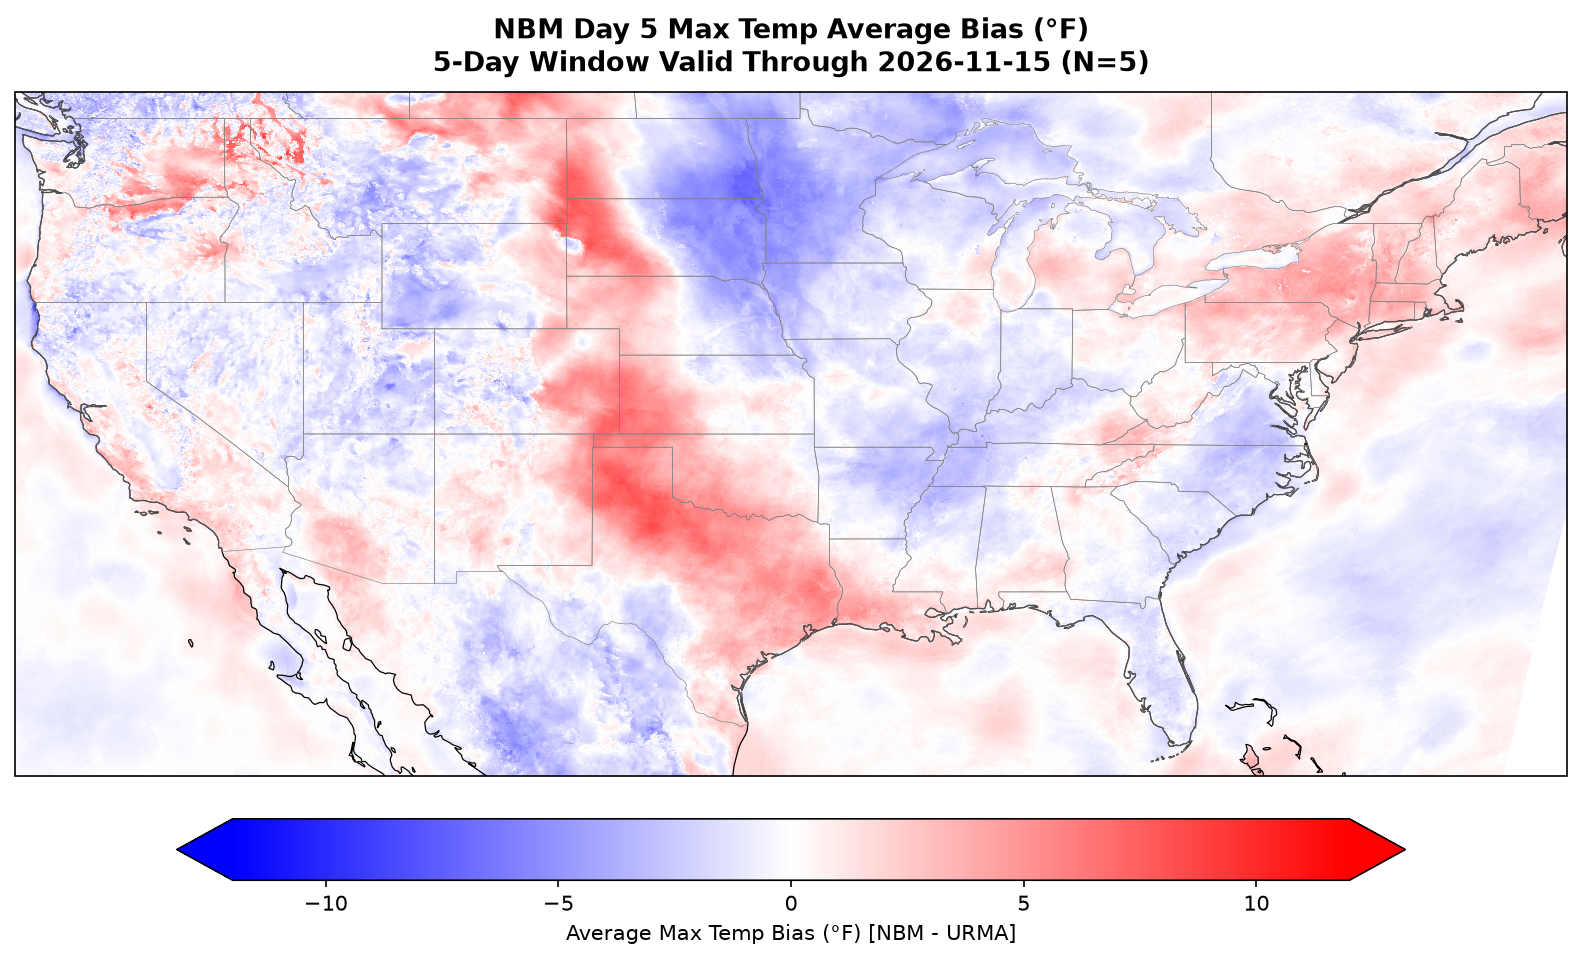 NBM Day 5 Max Temp Average Bias (°F)
5-Day Window Valid Through 2026-11-15 (N=5)
−10 −5 0 5 10
Average Max Temp Bias (°F) [NBM - URMA]